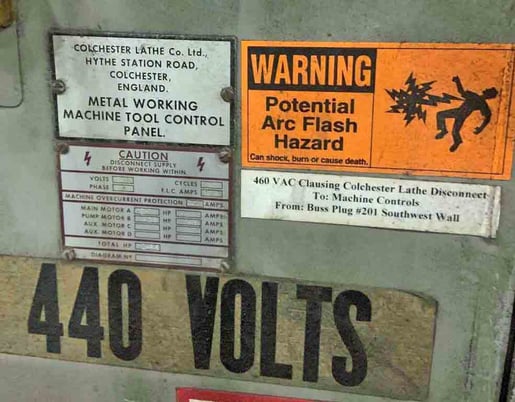 COLCHESTER LATHE Co. Ltd.,
HYTHE STATION ROAD,
COLCHESTER,
ENGLAND.
METAL WORKING
MACHINE TOOL CONTROL
PANEL.
CAUTION
DISCONNECT SUPPLY
BEFORE WORKING WITHIN
VOLTS CYCLES
PHASE F.L.C. AMPS
MACHINE OVERCURRENT PROTECTION AMPS.
MAIN MOTOR A HP AMPS
PUMP MOTOR B HP AMPS
AUX. MOTOR C HP AMPS
AUX. MOTOR D HP AMPS
TOTAL HP
DIAGRAM Nº
WARNING
Potential
Arc Flash
Hazard
Can shock, burn or cause death.
460 VAC Clausing Colchester Lathe Disconnect
To: Machine Controls
From: Buss Plug #201 Southwest Wall
440 VOLTS